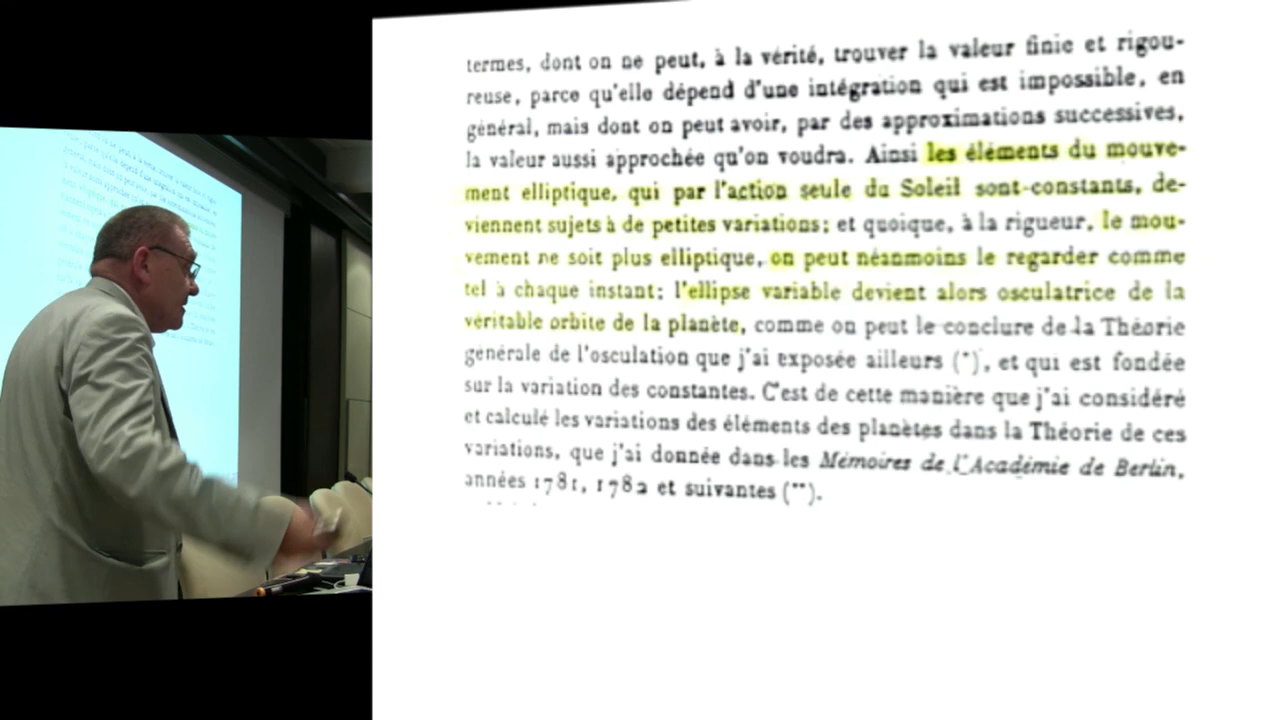 termes, dont on ne peut, à la vérité, trouver la valeur finie et rigou-
reuse, parce qu'elle dépend d'une intégration qui est impossible, en
général, mais dont on peut avoir, par des approximations successives,
la valeur aussi approchée qu'on voudra. Ainsi les éléments du mouve-
ment elliptique, qui par l'action seule du Soleil sont constants, de-
viennent sujets à de petites variations; et quoique, à la rigueur, le mou-
vement ne soit plus elliptique, on peut néanmoins le regarder comme
tel à chaque instant; l'ellipse variable devient alors osculatrice de la
véritable orbite de la planète, comme on peut le conclure de la Théorie
générale de l'osculation que j'ai exposée ailleurs (*), et qui est fondée
sur la variation des constantes. C'est de cette manière que j'ai considéré
et calculé les variations des éléments des planètes dans la Théorie de ces
variations, que j'ai donnée dans les Mémoires de l'Académie de Berlin,
années 1781, 1782 et suivantes (**).